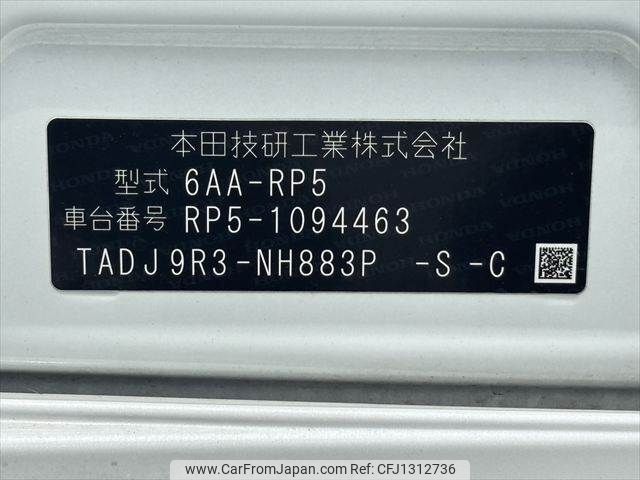 本田技研工業株式会社
型式 6AA-RP5
車台番号 RP5-1094463
TADJ9R3-NH883P -S-C
www.CarFromJapan.com - CFJ1312736